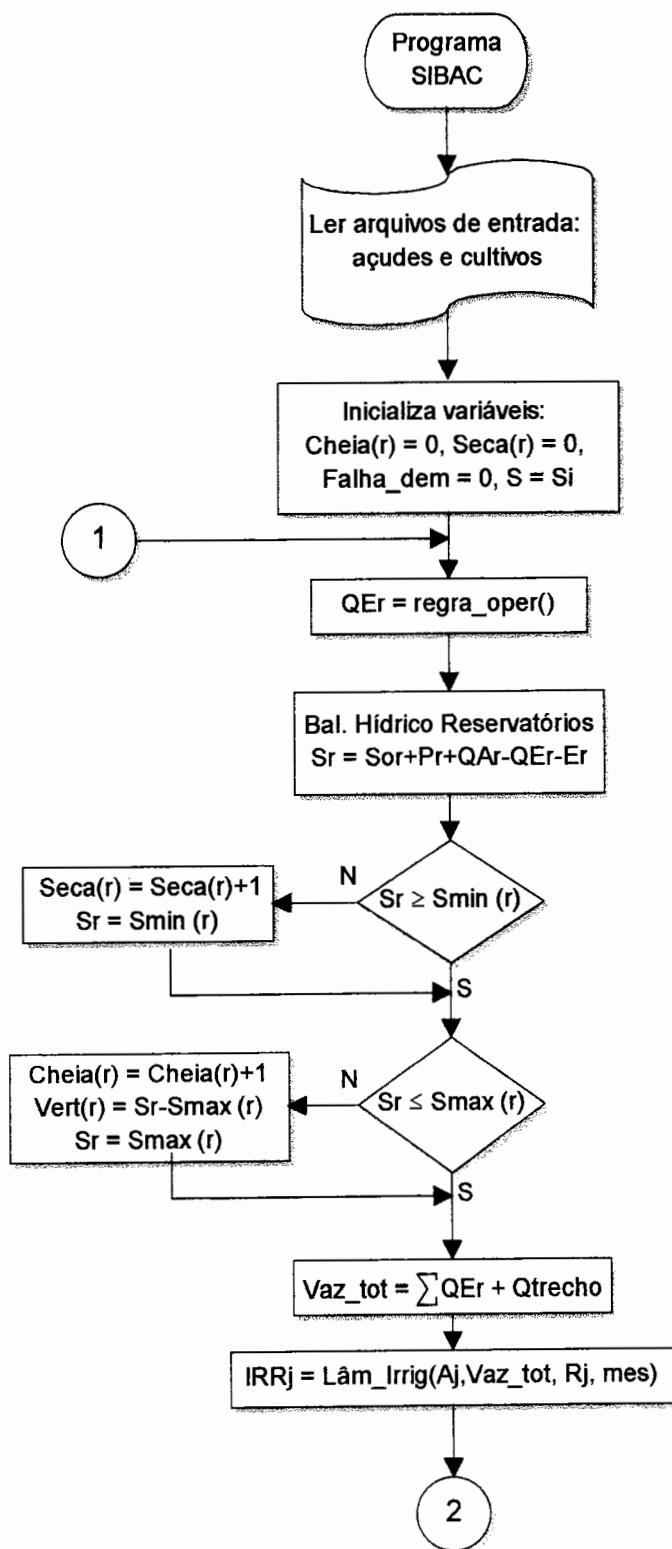 Programa
SIBAC
Ler arquivos de entrada:
açudes e cultivos
Inicializa variáveis:
Cheia(r) = 0, Seca(r) = 0,
Falha_dem = 0, S = Si
1
QEr = regra_oper()
Bal. Hídrico Reservatórios
Sr = Sor+Pr+QAr-QEr-Er
Sr ≥ Smin (r)
N
Seca(r) = Seca(r)+1
Sr = Smin (r)
S
Sr ≤ Smax (r)
N
Cheia(r) = Cheia(r)+1
Vert(r) = Sr-Smax (r)
Sr = Smax (r)
S
Vaz_tot = ∑QEr + Qtrecho
IRRj = Lâm_Irrig(Aj,Vaz_tot, Rj, mes)
2